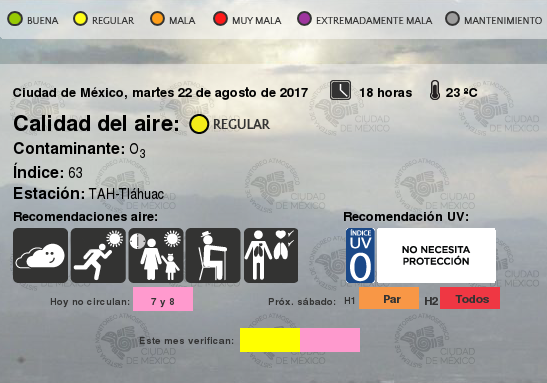 BUENA REGULAR MALA MUY MALA EXTREMADAMENTE MALA MANTENIMIENTO
Ciudad de México, martes 22 de agosto de 2017 18 horas 23 ºC
Calidad del aire: REGULAR
Contaminante: O3
Índice: 63
Estación: TAH-Tláhuac
Recomendaciones aire: Recomendación UV:
ÍNDICE
UV
0
NO NECESITA
PROTECCIÓN
Hoy no circulan: 7 y 8 Próx. sábado: H1 Par H2 Todos
Este mes verifican:
CIUDAD
DE MÉXICO